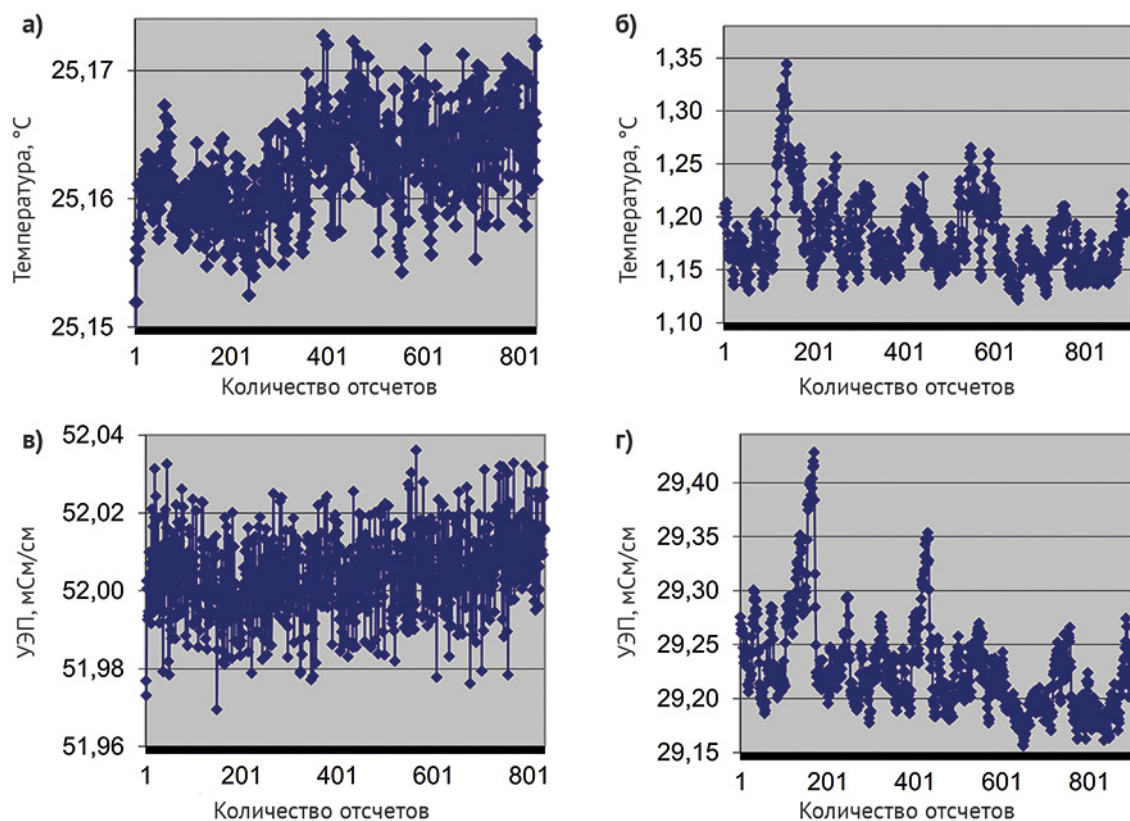 а)
25,17
25,16
25,15
Температура, °C
1 201 401 601 801
Количество отсчетов
б)
1,35
1,30
1,25
1,20
1,15
1,10
Температура, °C
1 201 401 601 801
Количество отсчетов
в)
52,04
52,02
52,00
51,98
51,96
УЭП, мСм/см
1 201 401 601 801
Количество отсчетов
г)
29,40
29,35
29,30
29,25
29,20
29,15
УЭП, мСм/см
1 201 401 601 801
Количество отсчетов